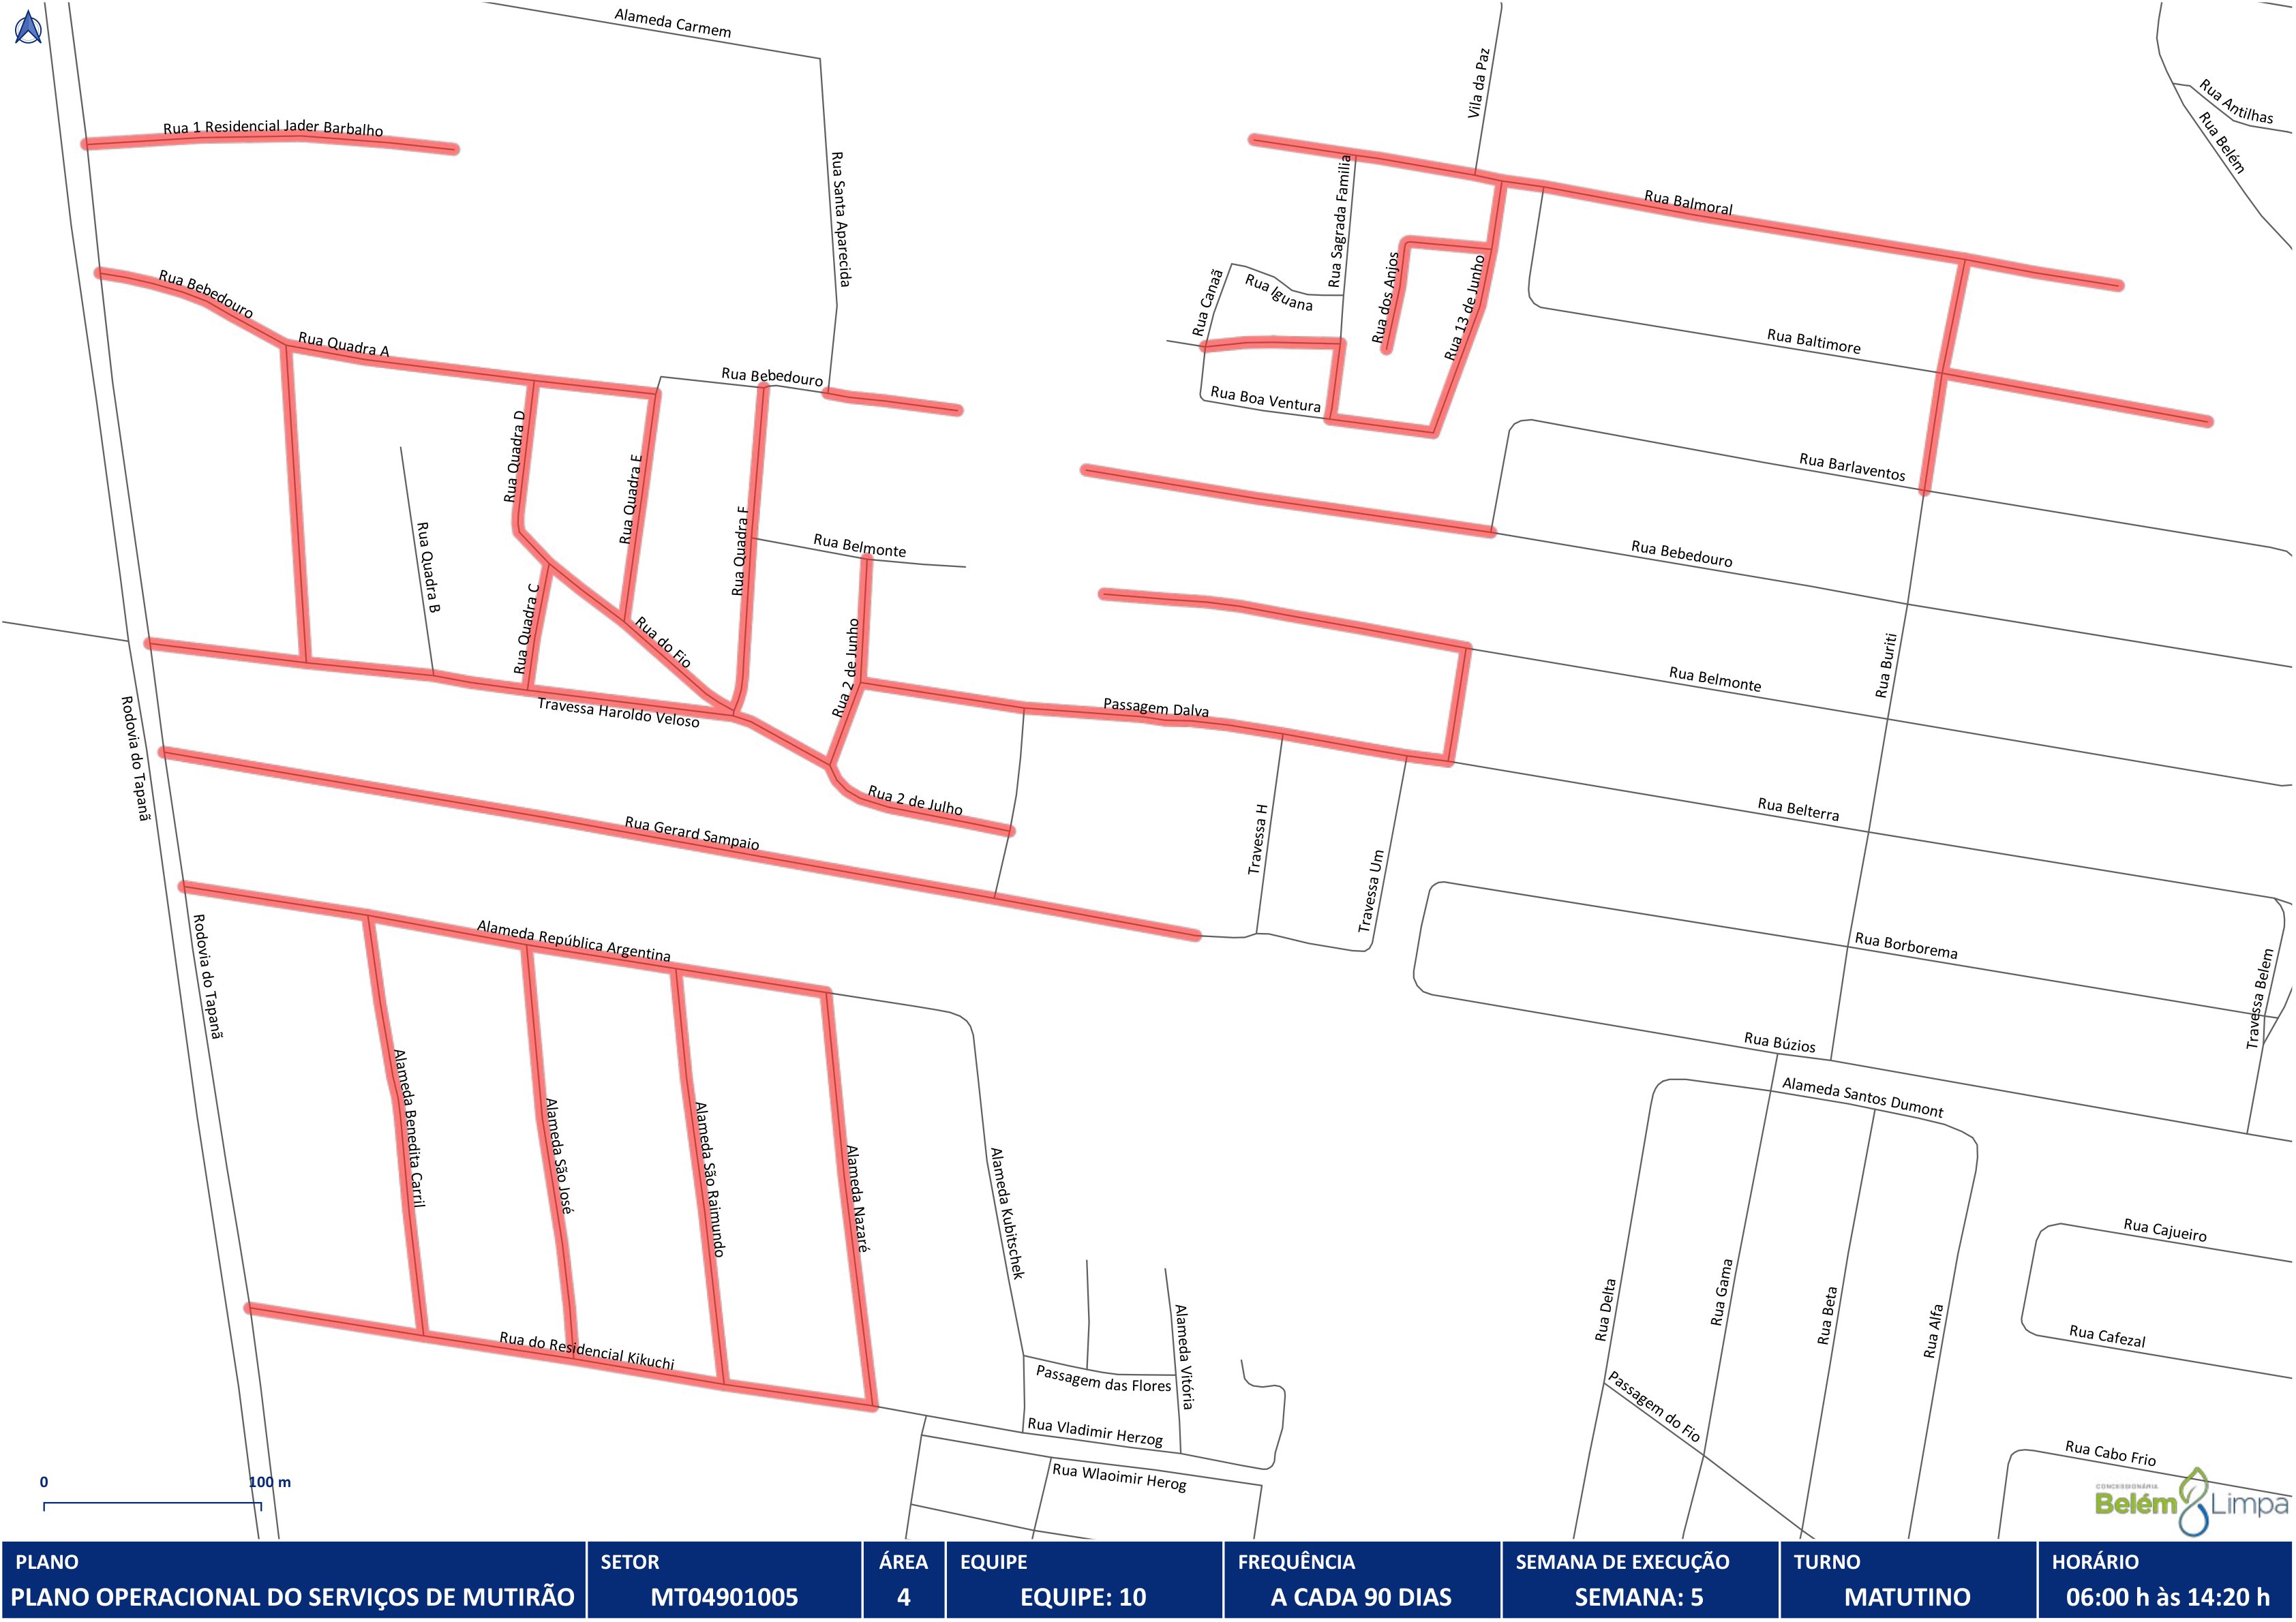 Alameda Carmem
Vila da Paz
Rua Antilhas
Rua Belém
Rua 1 Residencial Jader Barbalho
Rua Santa Aparecida
Rua Sagrada Familia
Rua Balmoral
Rua Bebedouro
Rua Canaã
Rua Iguana
Rua dos Anjos
Rua 13 de Junho
Rua Quadra A
Rua Baltimore
Rua Bebedouro
Rua Boa Ventura
Rua Quadra D
Rua Quadra E
Rua Barlaventos
Rua Quadra B
Rua Quadra F
Rua Belmonte
Rua Bebedouro
Rua Quadra C
Rua do Fio
Rua 2 de Junho
Rua Buriti
Rua Belmonte
Rodovia do Tapanã
Travessa Haroldo Veloso
Passagem Dalva
Rua 2 de Julho
Rua Belterra
Rua Gerard Sampaio
Travessa H
Travessa Um
Rodovia do Tapanã
Alameda República Argentina
Rua Borborema
Travessa Belem
Rua Búzios
Alameda Santos Dumont
Alameda Benedita Carril
Alameda São José
Alameda São Raimundo
Alameda Nazaré
Alameda Kubitschek
Rua Cajueiro
Rua Delta
Rua Gama
Rua Beta
Rua Alfa
Rua Cafezal
Rua do Residencial Kikuchi
Passagem das Flores
Alameda Vitória
Passagem do Fio
Rua Vladimir Herzog
Rua Cabo Frio
Rua Wlaoimir Herog
0 100 m
CONCESSIONÁRIA
Belém Limpa
PLANO SETOR ÁREA EQUIPE FREQUÊNCIA SEMANA DE EXECUÇÃO TURNO HORÁRIO
PLANO OPERACIONAL DO SERVIÇOS DE MUTIRÃO MT04901005 4 EQUIPE: 10 A CADA 90 DIAS SEMANA: 5 MATUTINO 06:00 h às 14:20 h